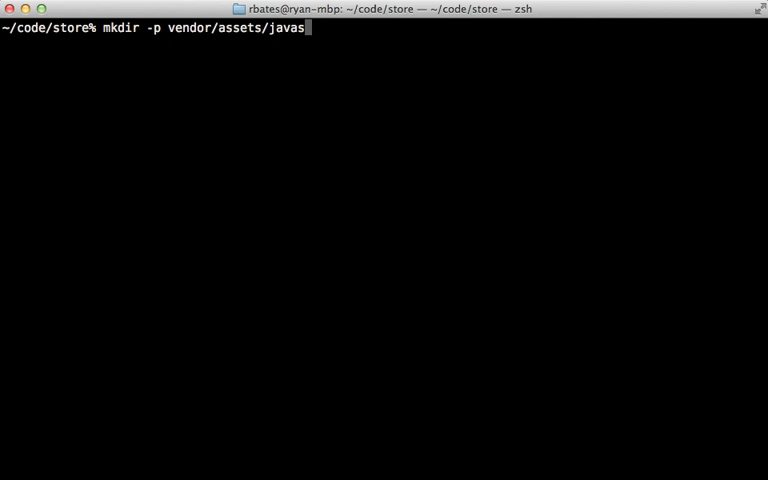 rbates@ryan-mbp: ~/code/store — ~/code/store — zsh
~/code/store% mkdir -p vendor/assets/javas